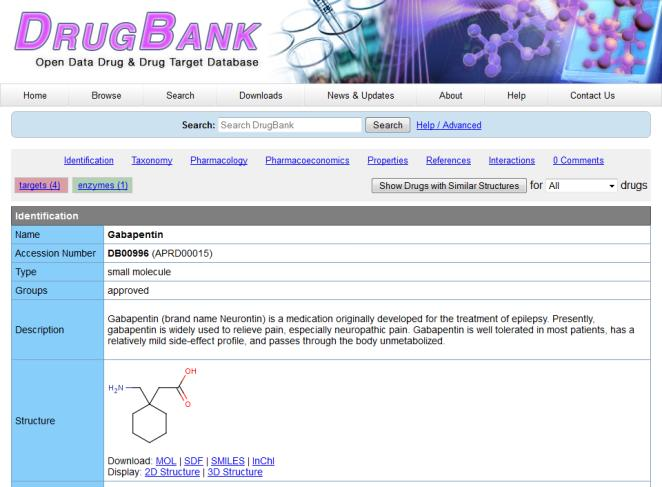 DRUGBANK
Open Data Drug & Drug Target Database
Home Browse Search Downloads News & Updates About Help Contact Us
Search: Search DrugBank Search Help / Advanced
Identification Taxonomy Pharmacology Pharmacoeconomics Properties References Interactions 0 Comments
targets (4) enzymes (1) Show Drugs with Similar Structures for All drugs
Identification
Name Gabapentin
Accession Number DB00996 (APRD00015)
Type small molecule
Groups approved
Description
Gabapentin (brand name Neurontin) is a medication originally developed for the treatment of epilepsy. Presently,
gabapentin is widely used to relieve pain, especially neuropathic pain. Gabapentin is well tolerated in most patients, has a
relatively mild side-effect profile, and passes through the body unmetabolized.
Structure
OH
H2N
O
Download: MOL | SDF | SMILES | InChI
Display: 2D Structure | 3D Structure